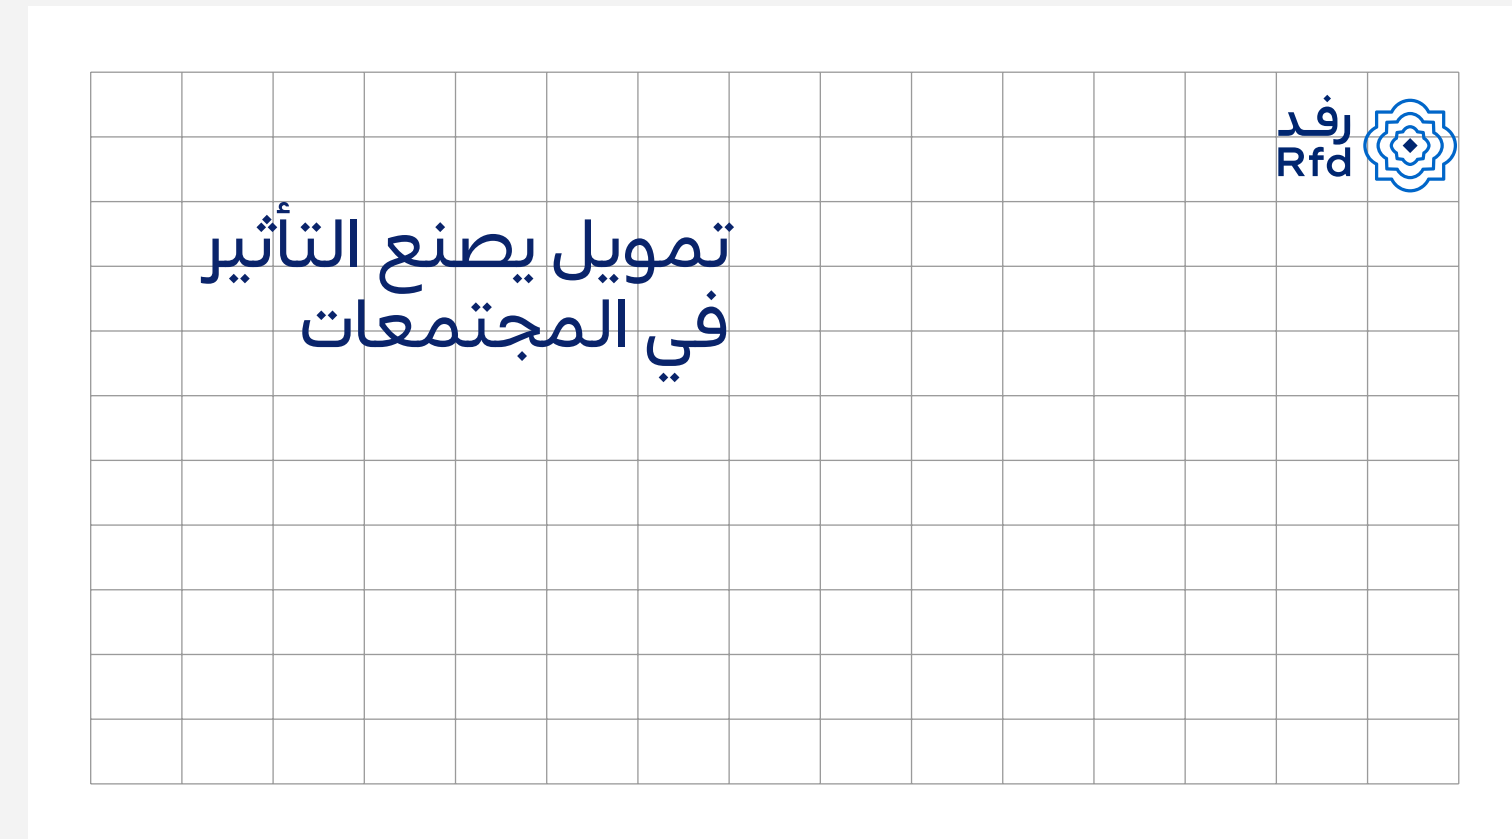 رفد
Rfd
تمويل يصنع التأثير
في المجتمعات